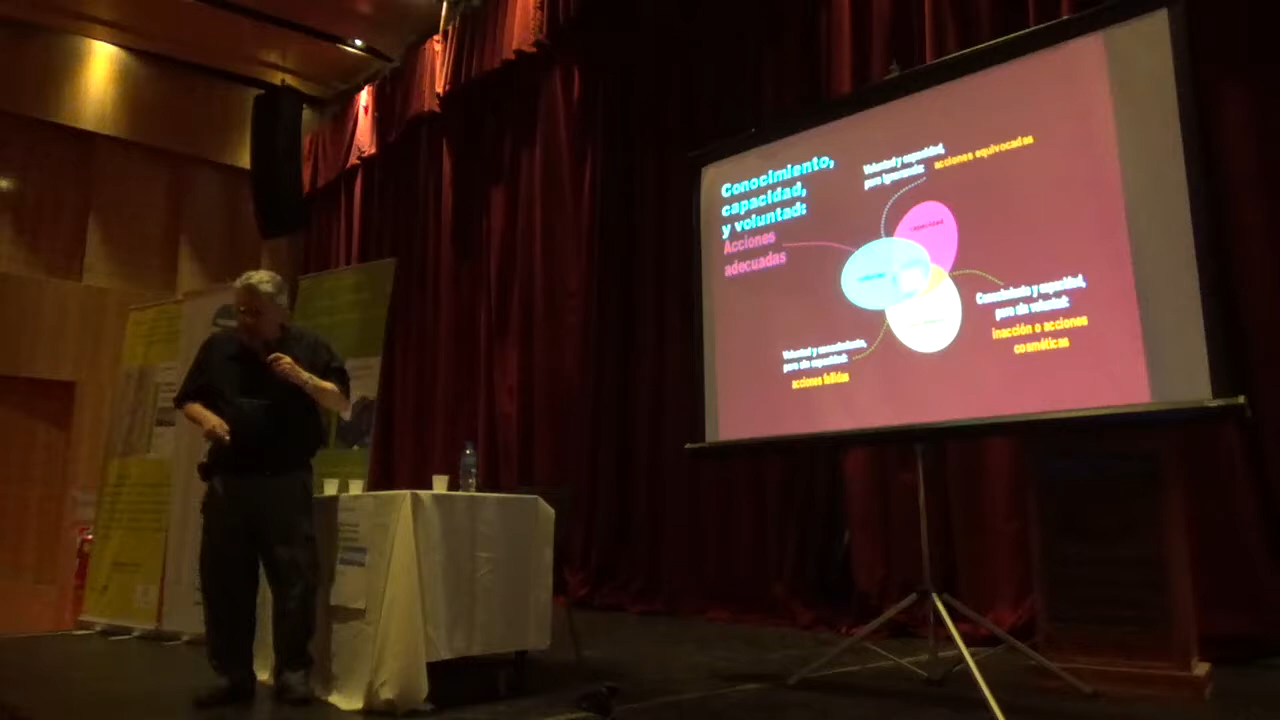 Conocimiento,
capacidad,
y voluntad:
Acciones
adecuadas
Voluntad y capacidad,
pero ignorancia: acciones equivocadas
capacidad
Conocimiento y capacidad,
pero sin voluntad:
inacción o acciones
cosméticas
Voluntad y conocimiento,
pero sin capacidad:
acciones fallidas